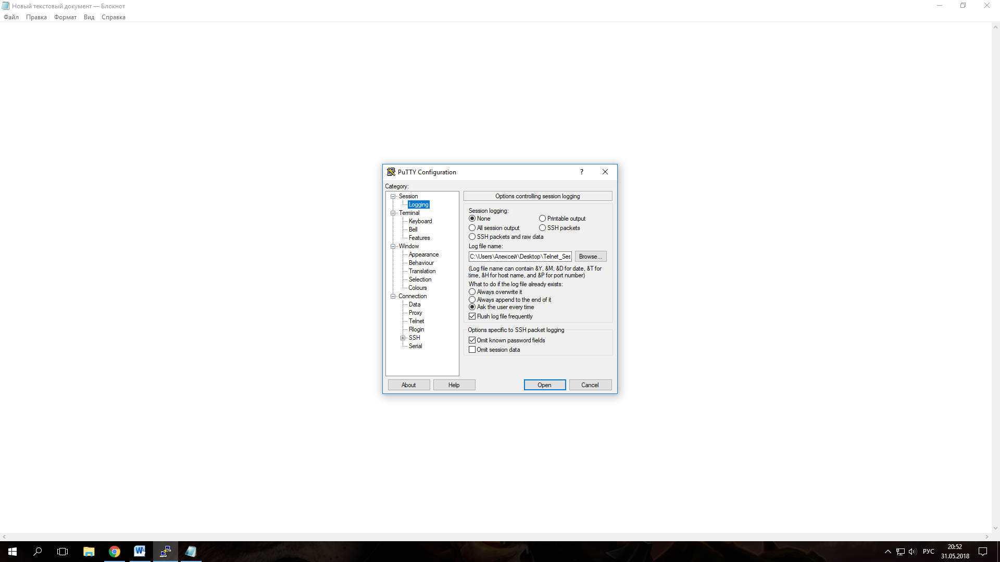 Новый текстовый документ — Блокнот
Файл Правка Формат Вид Справка
PuTTY Configuration
?
Category:
Session
Logging
Terminal
Keyboard
Bell
Features
Window
Appearance
Behaviour
Translation
Selection
Colours
Connection
Data
Proxy
Telnet
Rlogin
SSH
Serial
Options controlling session logging
Session logging:
None
Printable output
All session output
SSH packets
SSH packets and raw data
Log file name:
C:\Users\Алексей\Desktop\Telnet_Ses
Browse...
(Log file name can contain &Y, &M, &D for date, &T for
time, &H for host name, and &P for port number)
What to do if the log file already exists:
Always overwrite it
Always append to the end of it
Ask the user every time
Flush log file frequently
Options specific to SSH packet logging
Omit known password fields
Omit session data
About
Help
Open
Cancel
РУС
20:52
31.05.2018